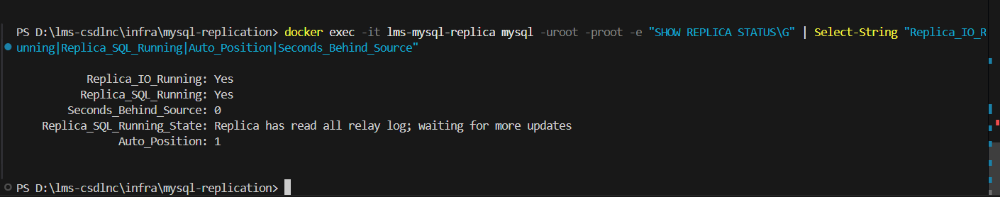 PS D:\lms-csdlnc\infra\mysql-replication> docker exec -it lms-mysql-replica mysql -uroot -proot -e "SHOW REPLICA STATUS\G" | Select-String "Replica_IO_R
unning|Replica_SQL_Running|Auto_Position|Seconds_Behind_Source"
Replica_IO_Running: Yes
Replica_SQL_Running: Yes
Seconds_Behind_Source: 0
Replica_SQL_Running_State: Replica has read all relay log; waiting for more updates
Auto_Position: 1
PS D:\lms-csdlnc\infra\mysql-replication>